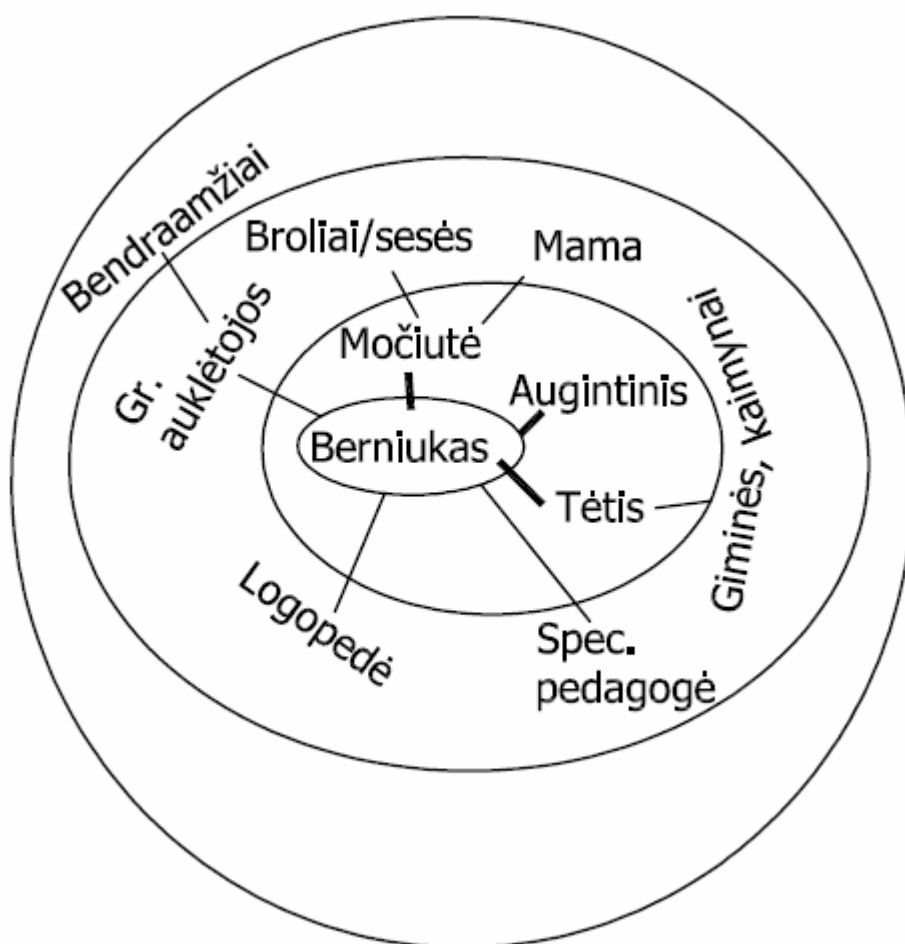 Bendraamžiai
Broliai/sesės
Mama
Gr.
auklėtojos
Močiutė
Augintinis
Giminės, kaimynai
Berniukas
Tėtis
Logopedė
Spec.
pedagogė